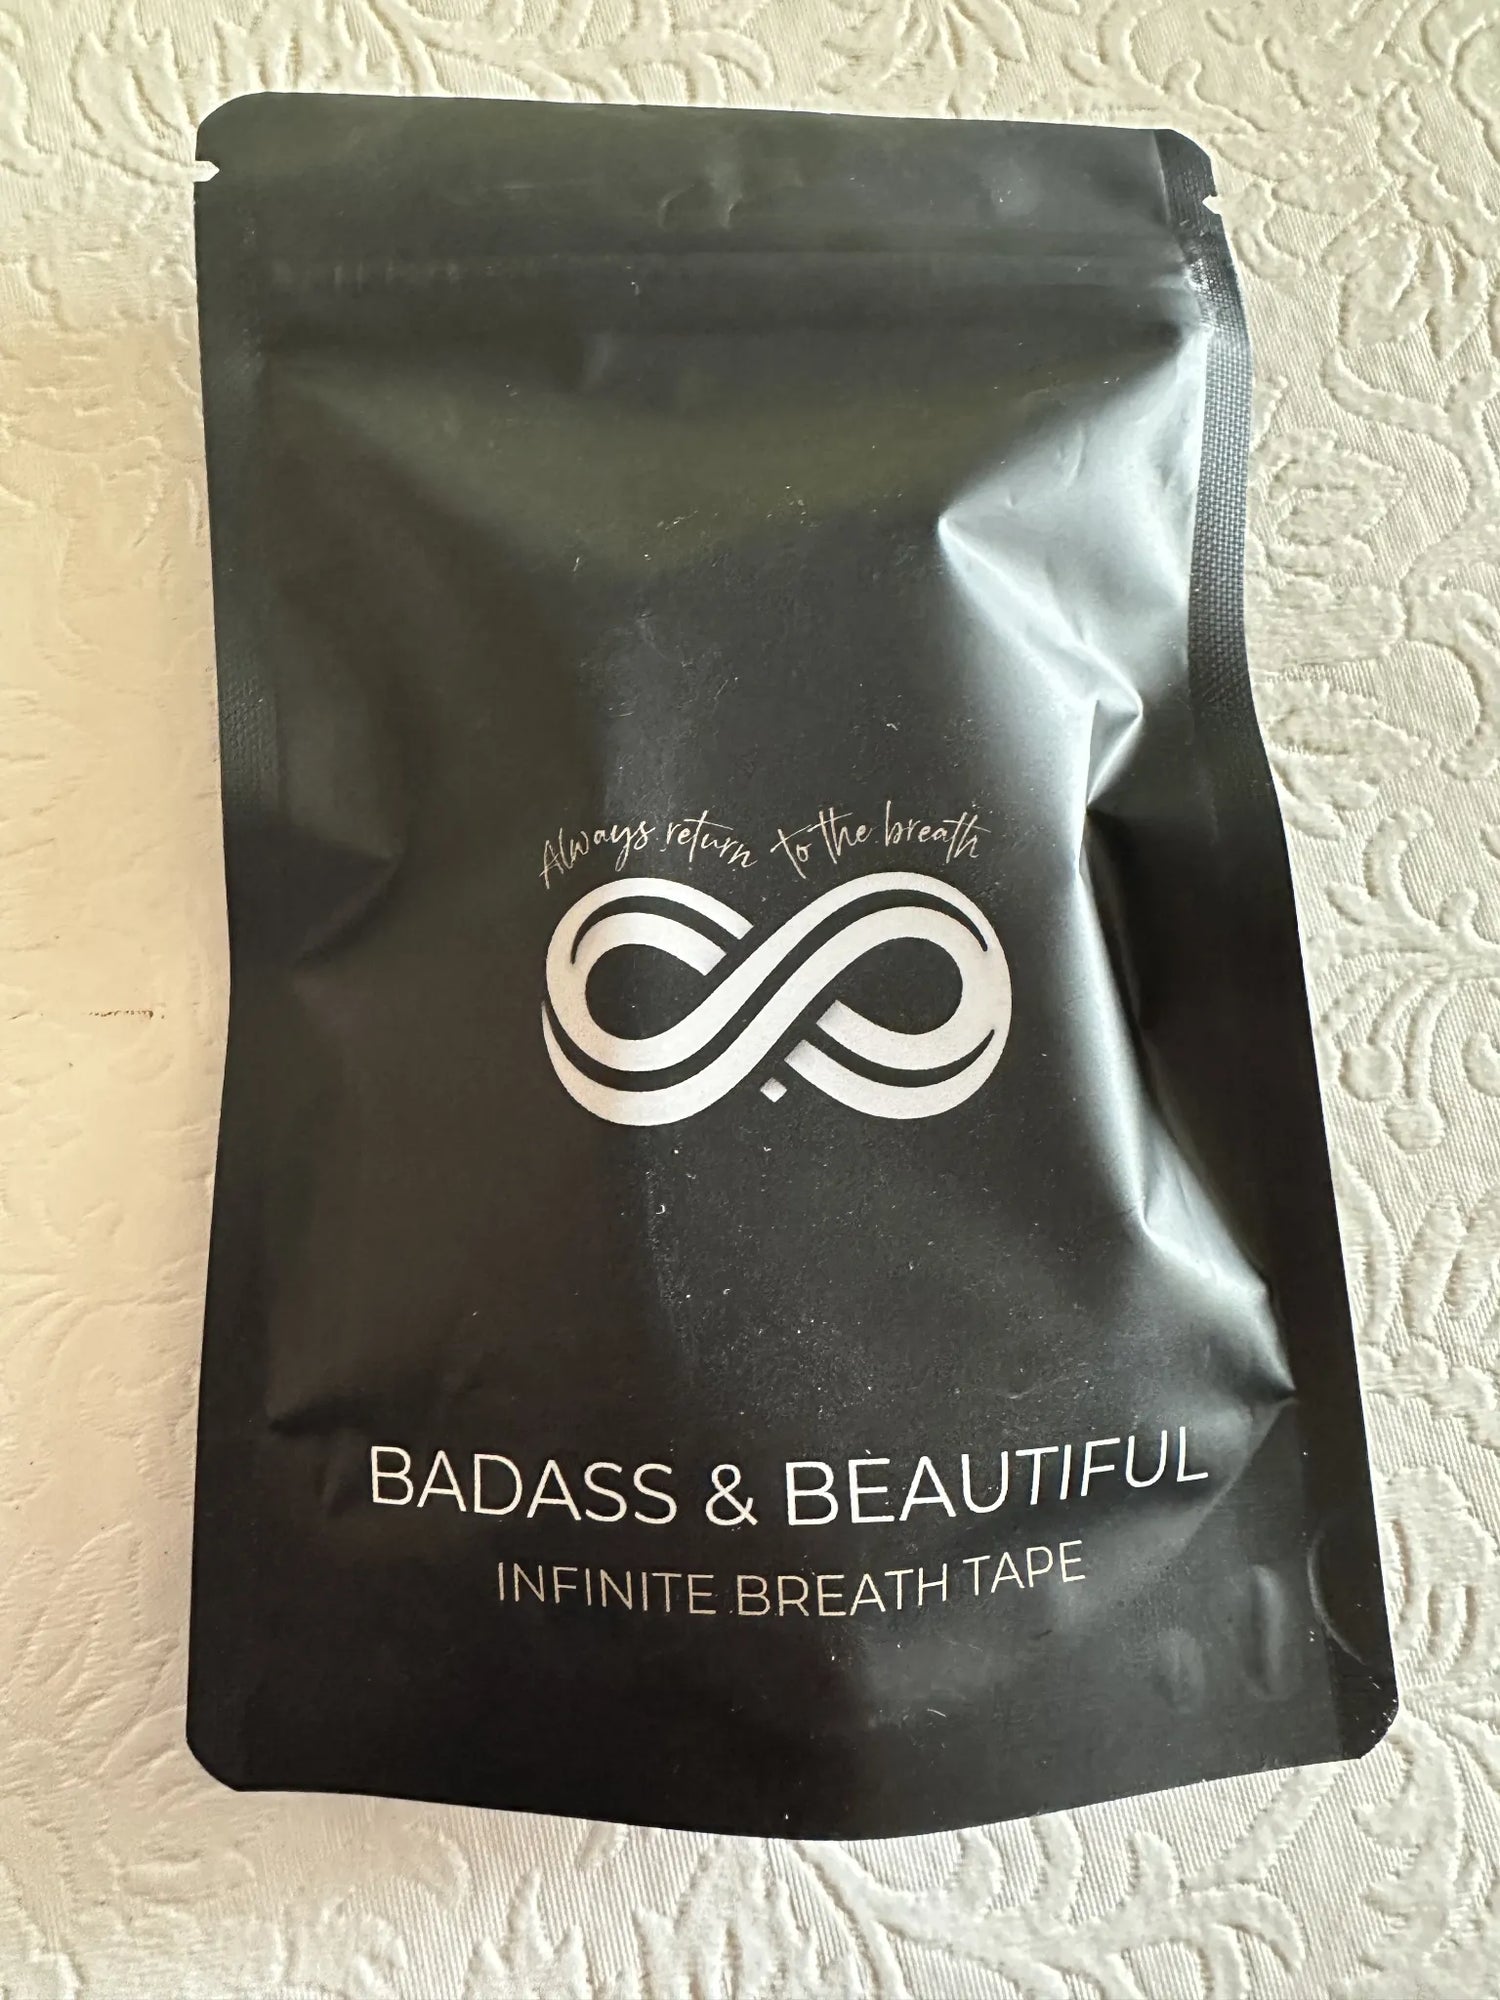 Always return to the breath
BADASS & BEAUTIFUL
INFINITE BREATH TAPE